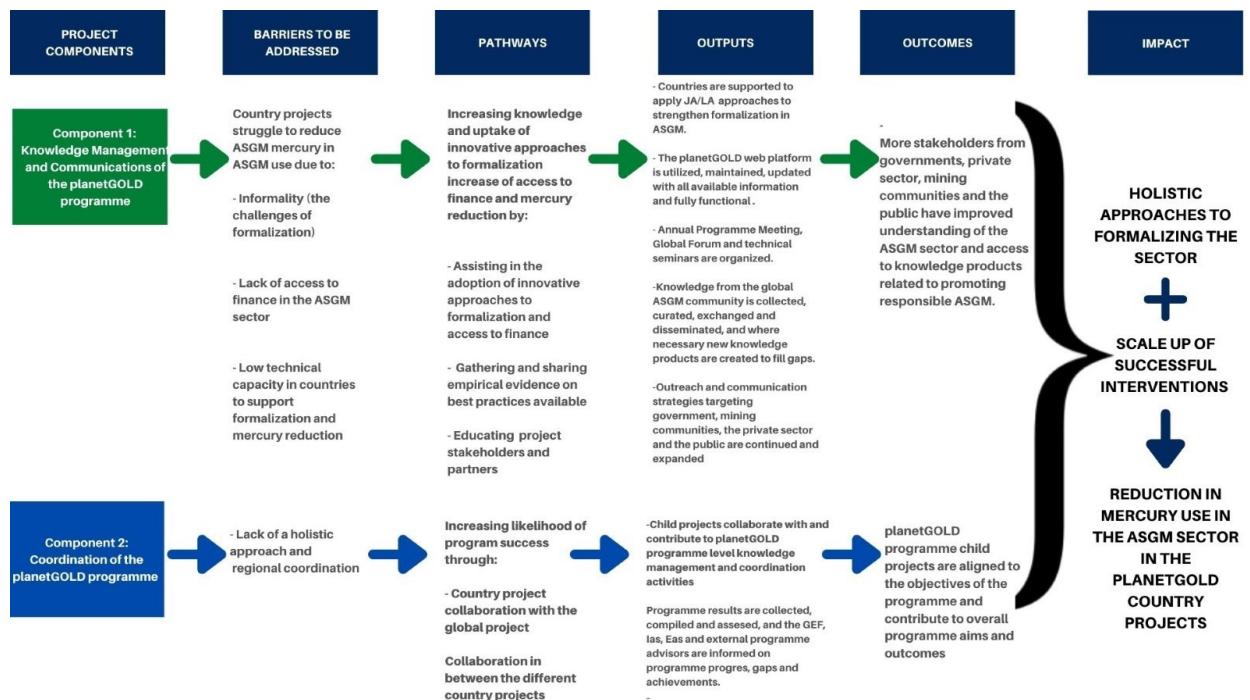 PROJECT
COMPONENTS
BARRIERS TO BE
ADDRESSED
PATHWAYS
OUTPUTS
OUTCOMES
IMPACT
Component 1:
Knowledge Management
and Communications of
the planetGOLD
programme
Country projects
struggle to reduce
ASGM mercury in
ASGM use due to:
- Informality (the
challenges of
formalization)
- Lack of access to
finance in the ASGM
sector
- Low technical
capacity in countries
to support
formalization and
mercury reduction
Increasing knowledge
and uptake of
innovative approaches
to formalization
increase of access to
finance and mercury
reduction by:
- Assisting in the
adoption of innovative
approaches to
formalization and
access to finance
- Gathering and sharing
empirical evidence on
best practices available
- Educating project
stakeholders and
partners
- Countries are supported to
apply JA/LA approaches to
strengthen formalization in
ASGM.
- The planetGOLD web platform
is utilized, maintained, updated
with all available information
and fully functional .
- Annual Programme Meeting,
Global Forum and technical
seminars are organized.
-Knowledge from the global
ASGM community is collected,
curated, exchanged and
disseminated, and where
necessary new knowledge
products are created to fill gaps.
-Outreach and communication
strategies targeting
government, mining
communities, the private sector
and the public are continued and
expanded
-
More stakeholders from
governments, private
sector, mining
communities and the
public have improved
understanding of the
ASGM sector and access
to knowledge products
related to promoting
responsible ASGM.
HOLISTIC
APPROACHES TO
FORMALIZING THE
SECTOR
+
SCALE UP OF
SUCCESSFUL
INTERVENTIONS
REDUCTION IN
MERCURY USE IN
THE ASGM SECTOR
IN THE
PLANETGOLD
COUNTRY
PROJECTS
Component 2:
Coordination of the
planetGOLD programme
- Lack of a holistic
approach and
regional coordination
Increasing likelihood of
program success
through:
- Country project
collaboration with the
global project
Collaboration in
between the different
country projects
-Child projects collaborate with and
contribute to planetGOLD
programme level knowledge
management and coordination
activities
Programme results are collected,
compiled and assesed, and the GEF,
Ias, Eas and external programme
advisors are informed on
programme progres, gaps and
achievements.
-
planetGOLD
programme child
projects are aligned to
the objectives of the
programme and
contribute to overall
programme aims and
outcomes